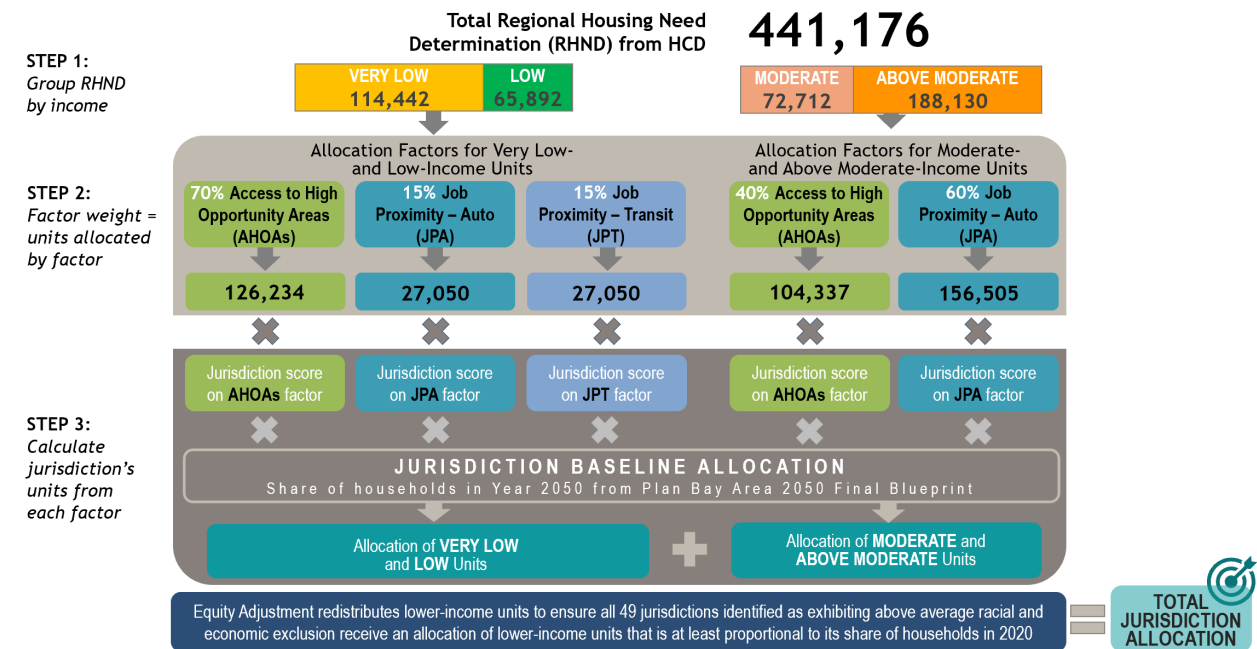 Total Regional Housing Need
Determination (RHND) from HCD
441,176
STEP 1:
Group RHND
by income
VERY LOW
114,442
LOW
65,892
MODERATE
72,712
ABOVE MODERATE
188,130
Allocation Factors for Very Low-
and Low-Income Units
Allocation Factors for Moderate-
and Above Moderate-Income Units
STEP 2:
Factor weight =
units allocated
by factor
70% Access to High
Opportunity Areas
(AHOAs)
15% Job
Proximity – Auto
(JPA)
15% Job
Proximity – Transit
(JPT)
40% Access to High
Opportunity Areas
(AHOAs)
60% Job
Proximity – Auto
(JPA)
126,234
27,050
27,050
104,337
156,505
STEP 3:
Calculate
jurisdiction’s
units from
each factor
Jurisdiction score
on AHOAs factor
Jurisdiction score
on JPA factor
Jurisdiction score
on JPT factor
Jurisdiction score
on AHOAs factor
Jurisdiction score
on JPA factor
JURISDICTION BASELINE ALLOCATION
Share of households in Year 2050 from Plan Bay Area 2050 Final Blueprint
Allocation of VERY LOW
and LOW Units
Allocation of MODERATE and
ABOVE MODERATE Units
Equity Adjustment redistributes lower-income units to ensure all 49 jurisdictions identified as exhibiting above average racial and
economic exclusion receive an allocation of lower-income units that is at least proportional to its share of households in 2020
TOTAL
JURISDICTION
ALLOCATION